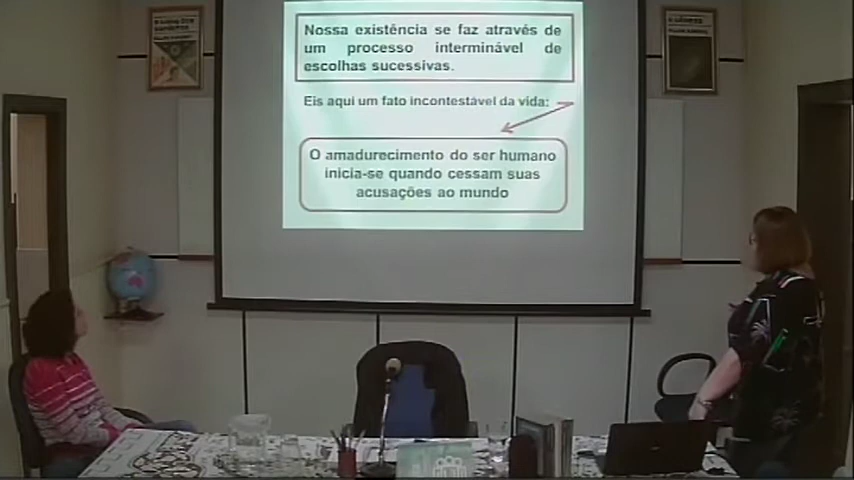 Nossa existência se faz através de
um processo interminável de
escolhas sucessivas.
Eis aqui um fato incontestável da vida:
O amadurecimento do ser humano
inicia-se quando cessam suas
acusações ao mundo